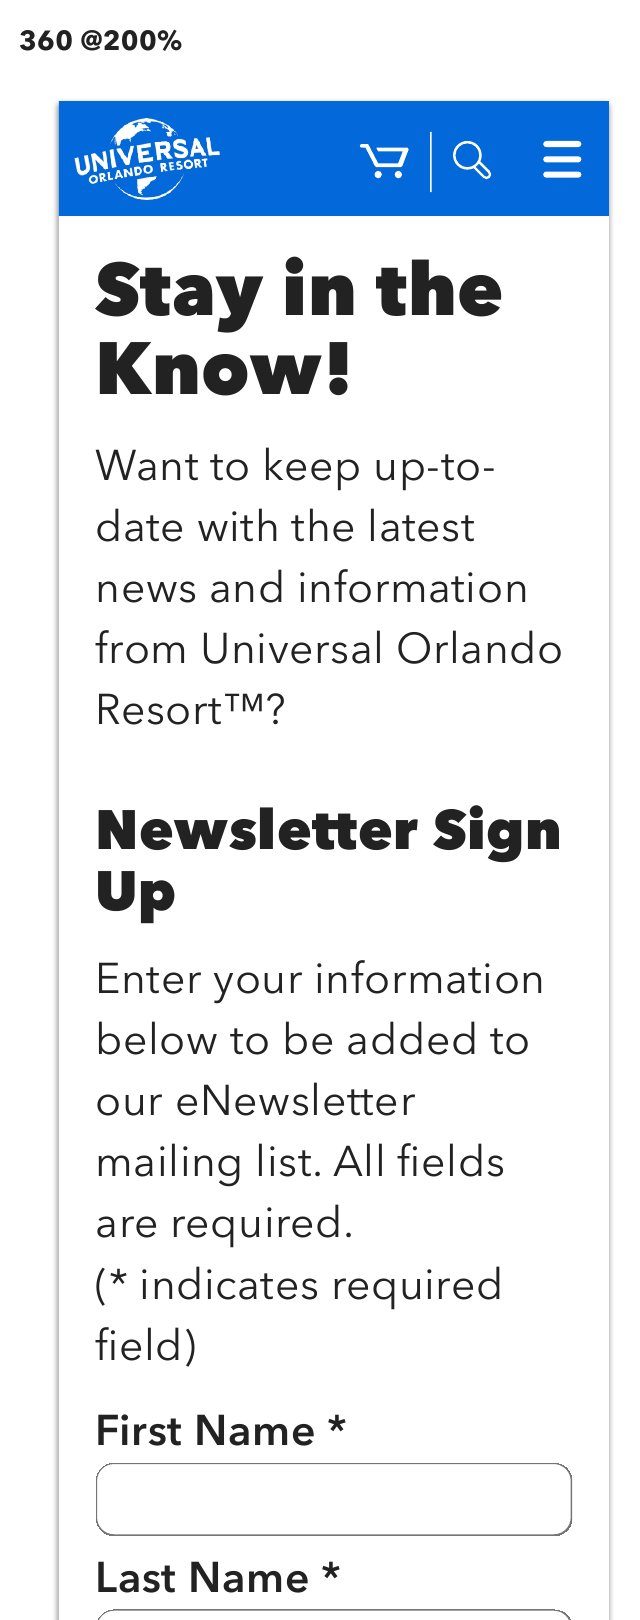 360 @200%
UNIVERSAL
ORLANDO RESORT
Stay in the
Know!
Want to keep up-to-
date with the latest
news and information
from Universal Orlando
Resort™?
Newsletter Sign
Up
Enter your information
below to be added to
our eNewsletter
mailing list. All fields
are required.
(* indicates required
field)
First Name *
Last Name *